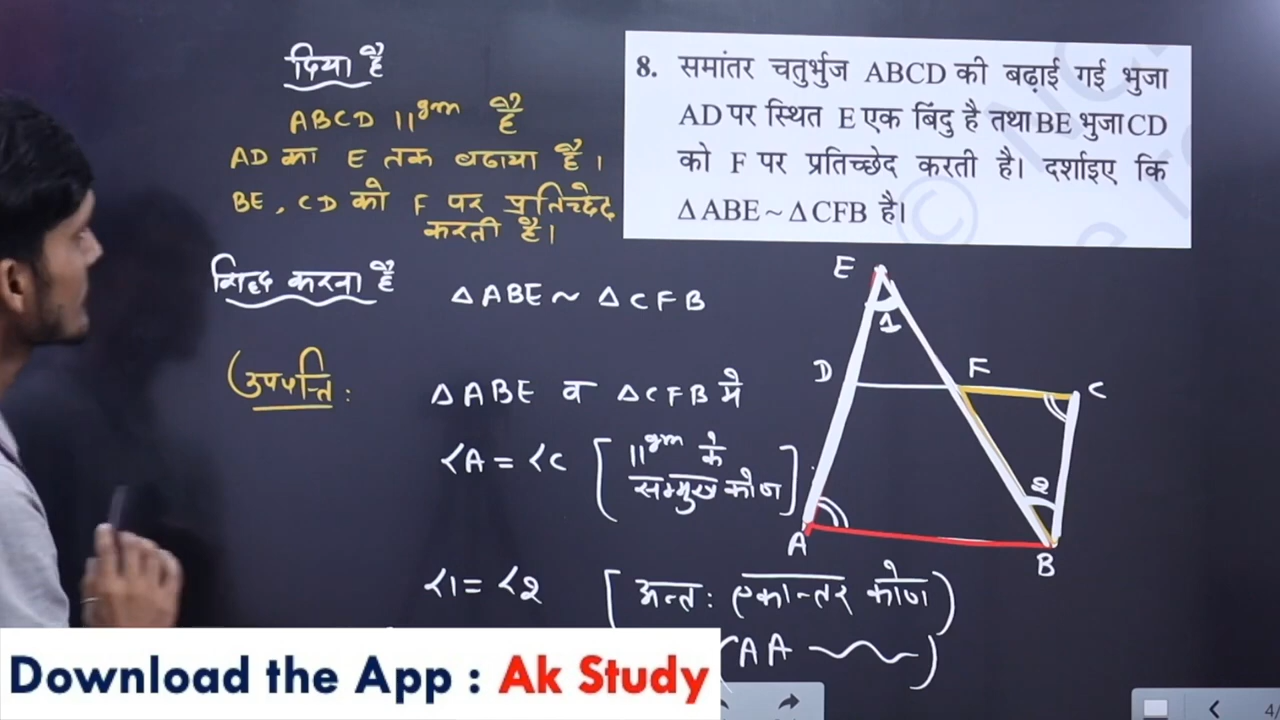 दिया है
ABCD ||gm है
AD का E तक बढाया है।
BE, CD को F पर प्रतिच्छेद
करती है।
8. समांतर चतुर्भुज ABCD की बढ़ाई गई भुजा
AD पर स्थित E एक बिंदु है तथा BE भुजा CD
को F पर प्रतिच्छेद करती है। दर्शाइए कि
Δ ABE ~ Δ CFB है।
सिद्ध करना है
Δ ABE ~ Δ CFB
उपपत्ति :
Δ ABE व Δ CFB में
∠A = ∠C [ ||gm के
सम्मुख कोण ]
∠1 = ∠2 [ अन्तः एकान्तर कोण )
(AA ~)
E
1
D
F
C
2
A
B
Download the App : Ak Study
4/